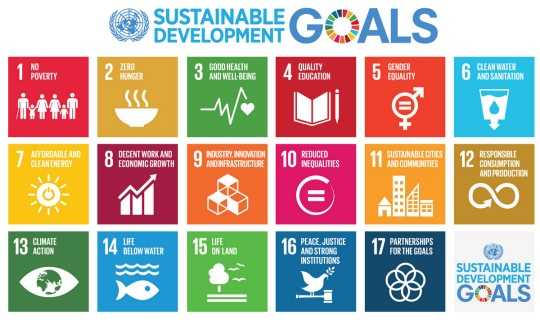 SUSTAINABLE
DEVELOPMENT
GOALS
1 NO
POVERTY
2 ZERO
HUNGER
3 GOOD HEALTH
AND WELL-BEING
4 QUALITY
EDUCATION
5 GENDER
EQUALITY
6 CLEAN WATER
AND SANITATION
7 AFFORDABLE AND
CLEAN ENERGY
8 DECENT WORK AND
ECONOMIC GROWTH
9 INDUSTRY, INNOVATION
AND INFRASTRUCTURE
10 REDUCED
INEQUALITIES
11 SUSTAINABLE CITIES
AND COMMUNITIES
12 RESPONSIBLE
CONSUMPTION
AND PRODUCTION
13 CLIMATE
ACTION
14 LIFE
BELOW WATER
15 LIFE
ON LAND
16 PEACE, JUSTICE
AND STRONG
INSTITUTIONS
17 PARTNERSHIPS
FOR THE GOALS
SUSTAINABLE
DEVELOPMENT
GOALS